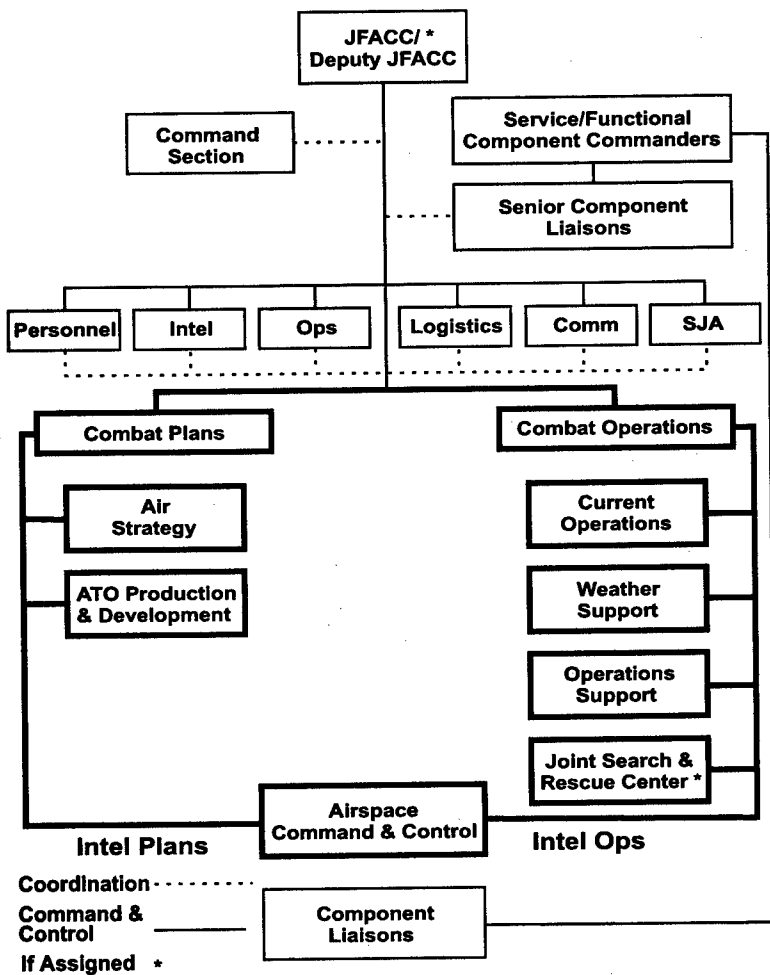 JFACC/ *
Deputy JFACC
Command
Section
Service/Functional
Component Commanders
Senior Component
Liaisons
Personnel
Intel
Ops
Logistics
Comm
SJA
Combat Plans
Combat Operations
Air
Strategy
Current
Operations
ATO Production
& Development
Weather
Support
Operations
Support
Joint Search &
Rescue Center *
Airspace
Command & Control
Intel Plans
Intel Ops
Coordination
Command &
Control
If Assigned *
Component
Liaisons